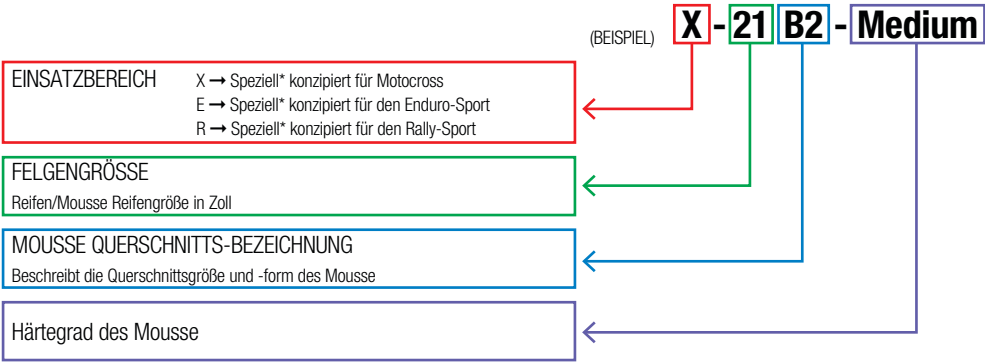 (BEISPIEL) X - 21 B2 - Medium
EINSATZBEREICH X → Speziell* konzipiert für Motocross
E → Speziell* konzipiert für den Enduro-Sport
R → Speziell* konzipiert für den Rally-Sport
FELGENGRÖSSE
Reifen/Mousse Reifengröße in Zoll
MOUSSE QUERSCHNITTS-BEZEICHNUNG
Beschreibt die Querschnittsgröße und -form des Mousse
Härtegrad des Mousse